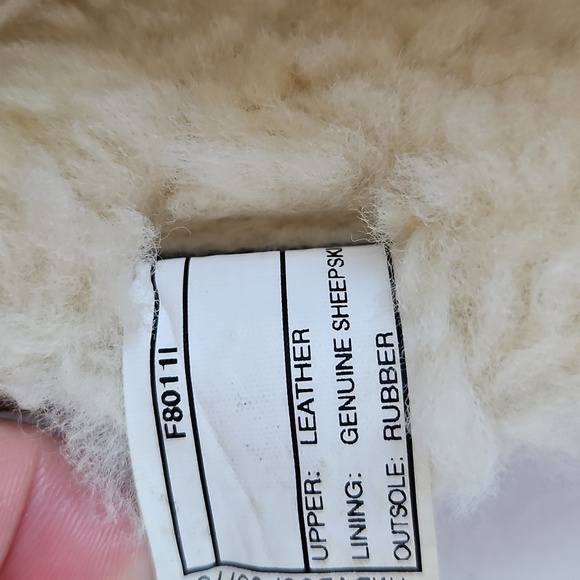 F8011I
UPPER: LEATHER
LINING: GENUINE SHEEPSK
OUTSOLE: RUBBER